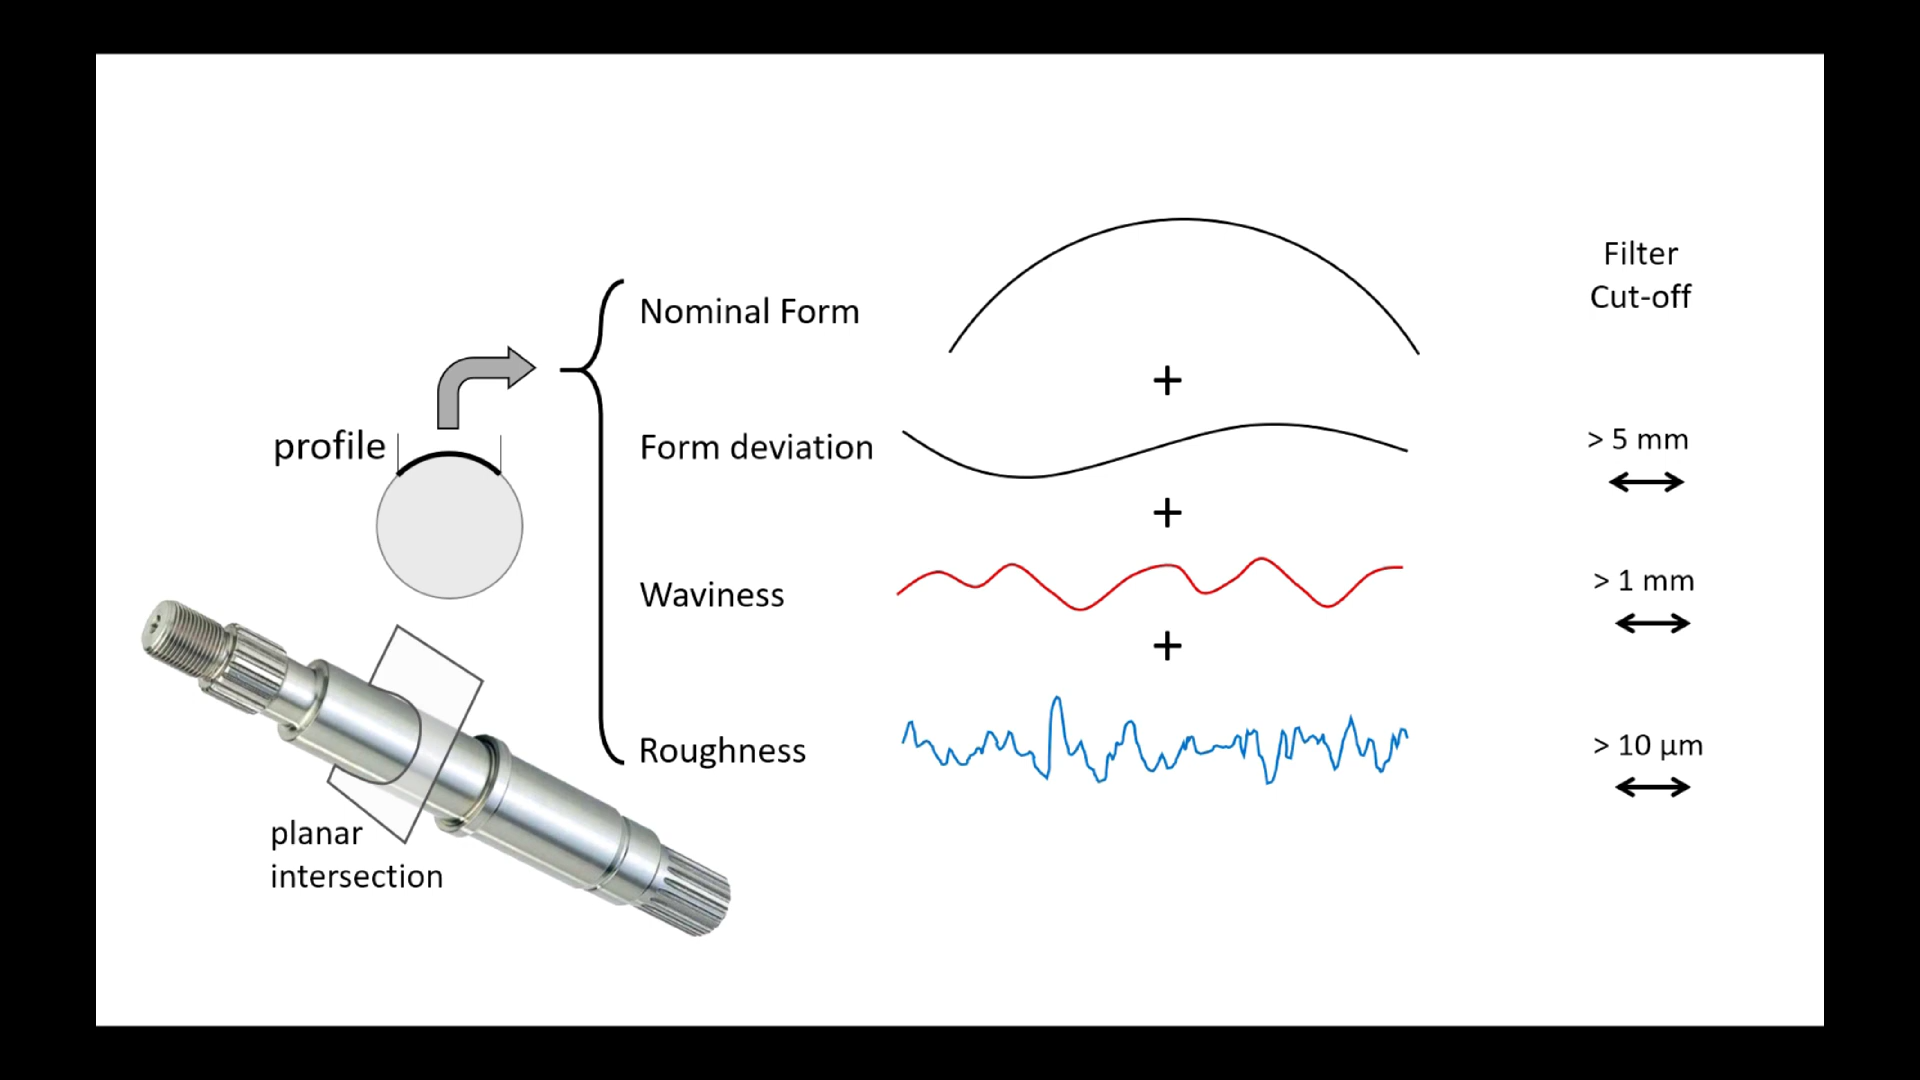 Filter
Cut-off
Nominal Form
+
profile
Form deviation
> 5 mm
+
Waviness
> 1 mm
+
Roughness
> 10 µm
planar
intersection